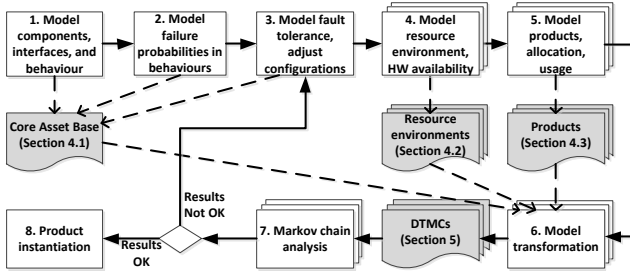 1. Model
components,
interfaces, and
behaviour
2. Model
failure
probabilities in
behaviours
3. Model fault
tolerance,
adjust
configurations
4. Model
resource
environment,
HW availability
5. Model
products,
allocation,
usage
Core Asset Base
(Section 4.1)
Resource
environments
(Section 4.2)
Products
(Section 4.3)
Results
Not OK
8. Product
instantiation
Results
OK
7. Markov chain
analysis
DTMCs
(Section 5)
6. Model
transformation